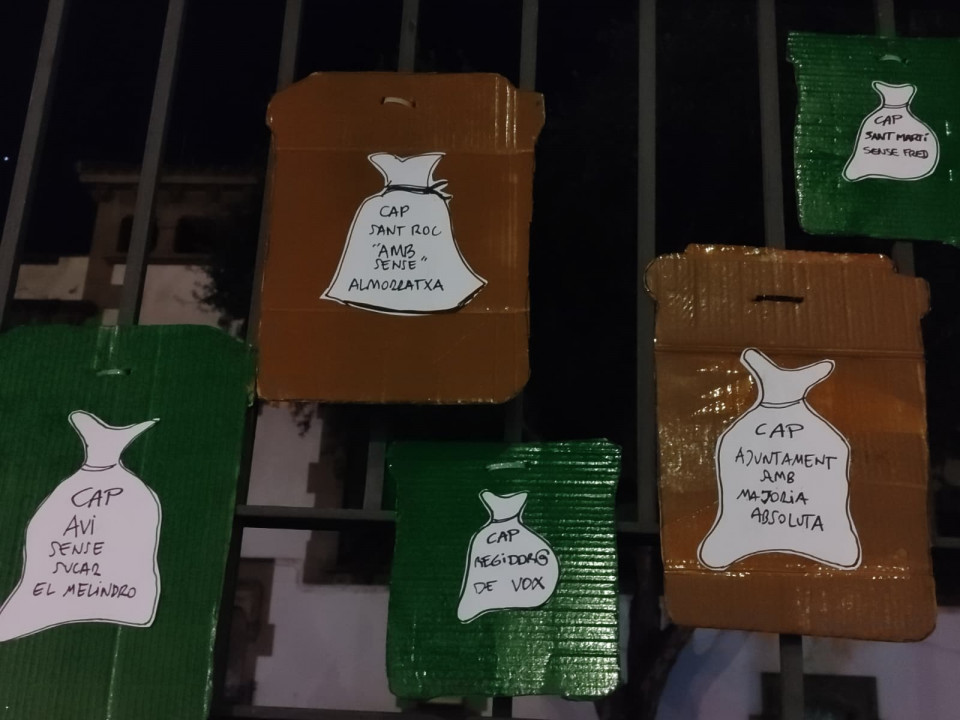 CAP
SANT ROC
"AMB
SENSE"
ALMORRATXA
CAP
SANT MARTÍ
SENSE FRED
CAP
AVI
SENSE
SUCAR
EL MELINDRO
CAP
REGIDOR@
DE VOX
CAP
AJUNTAMENT
AMB
MAJORIA
ABSOLUTA